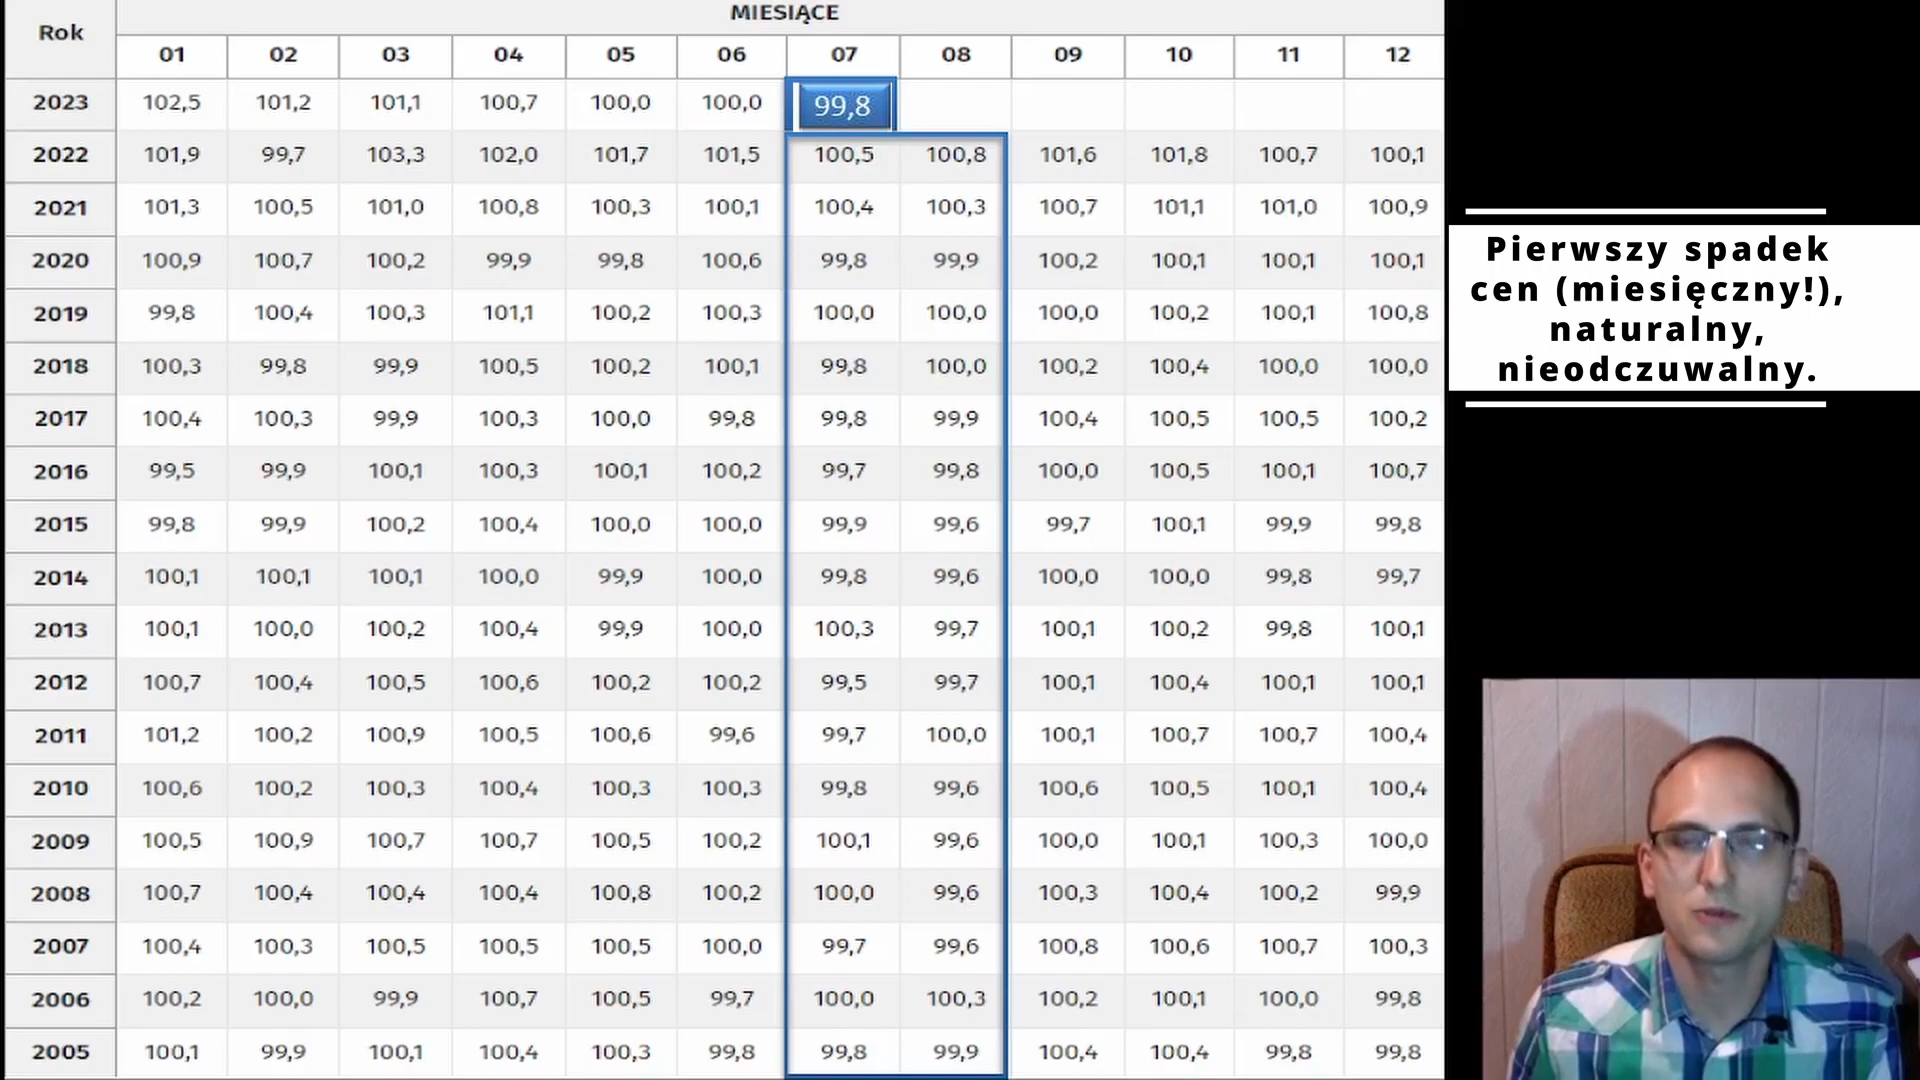 MIESIĄCE
Rok
01 02 03 04 05 06 07 08 09 10 11 12
2023 102,5 101,2 101,1 100,7 100,0 100,0 99,8
2022 101,9 99,7 103,3 102,0 101,7 101,5 100,5 100,8 101,6 101,8 100,7 100,1
2021 101,3 100,5 101,0 100,8 100,3 100,1 100,4 100,3 100,7 101,1 101,0 100,9
2020 100,9 100,7 100,2 99,9 99,8 100,6 99,8 99,9 100,2 100,1 100,1 100,1
2019 99,8 100,4 100,3 101,1 100,2 100,3 100,0 100,0 100,0 100,2 100,1 100,8
2018 100,3 99,8 99,9 100,5 100,2 100,1 99,8 100,0 100,2 100,4 100,0 100,0
2017 100,4 100,3 99,9 100,3 100,0 99,8 99,8 99,9 100,4 100,5 100,5 100,2
2016 99,5 99,9 100,1 100,3 100,1 100,2 99,7 99,8 100,0 100,5 100,1 100,7
2015 99,8 99,9 100,2 100,4 100,0 100,0 99,9 99,6 99,7 100,1 99,9 99,8
2014 100,1 100,1 100,1 100,0 99,9 100,0 99,8 99,6 100,0 100,0 99,8 99,7
2013 100,1 100,0 100,2 100,4 99,9 100,0 100,3 99,7 100,1 100,2 99,8 100,1
2012 100,7 100,4 100,5 100,6 100,2 100,2 99,5 99,7 100,1 100,4 100,1 100,1
2011 101,2 100,2 100,9 100,5 100,6 99,6 99,7 100,0 100,1 100,7 100,7 100,4
2010 100,6 100,2 100,3 100,4 100,3 100,3 99,8 99,6 100,6 100,5 100,1 100,4
2009 100,5 100,9 100,7 100,7 100,5 100,2 100,1 99,6 100,0 100,1 100,3 100,0
2008 100,7 100,4 100,4 100,4 100,8 100,2 100,0 99,6 100,3 100,4 100,2 99,9
2007 100,4 100,3 100,5 100,5 100,5 100,0 99,7 99,6 100,8 100,6 100,7 100,3
2006 100,2 100,0 99,9 100,7 100,5 99,7 100,0 100,3 100,2 100,1 100,0 99,8
2005 100,1 99,9 100,1 100,4 100,3 99,8 99,8 99,9 100,4 100,4 99,8 99,8
Pierwszy spadek
cen (miesięczny!),
naturalny,
nieodczuwalny.